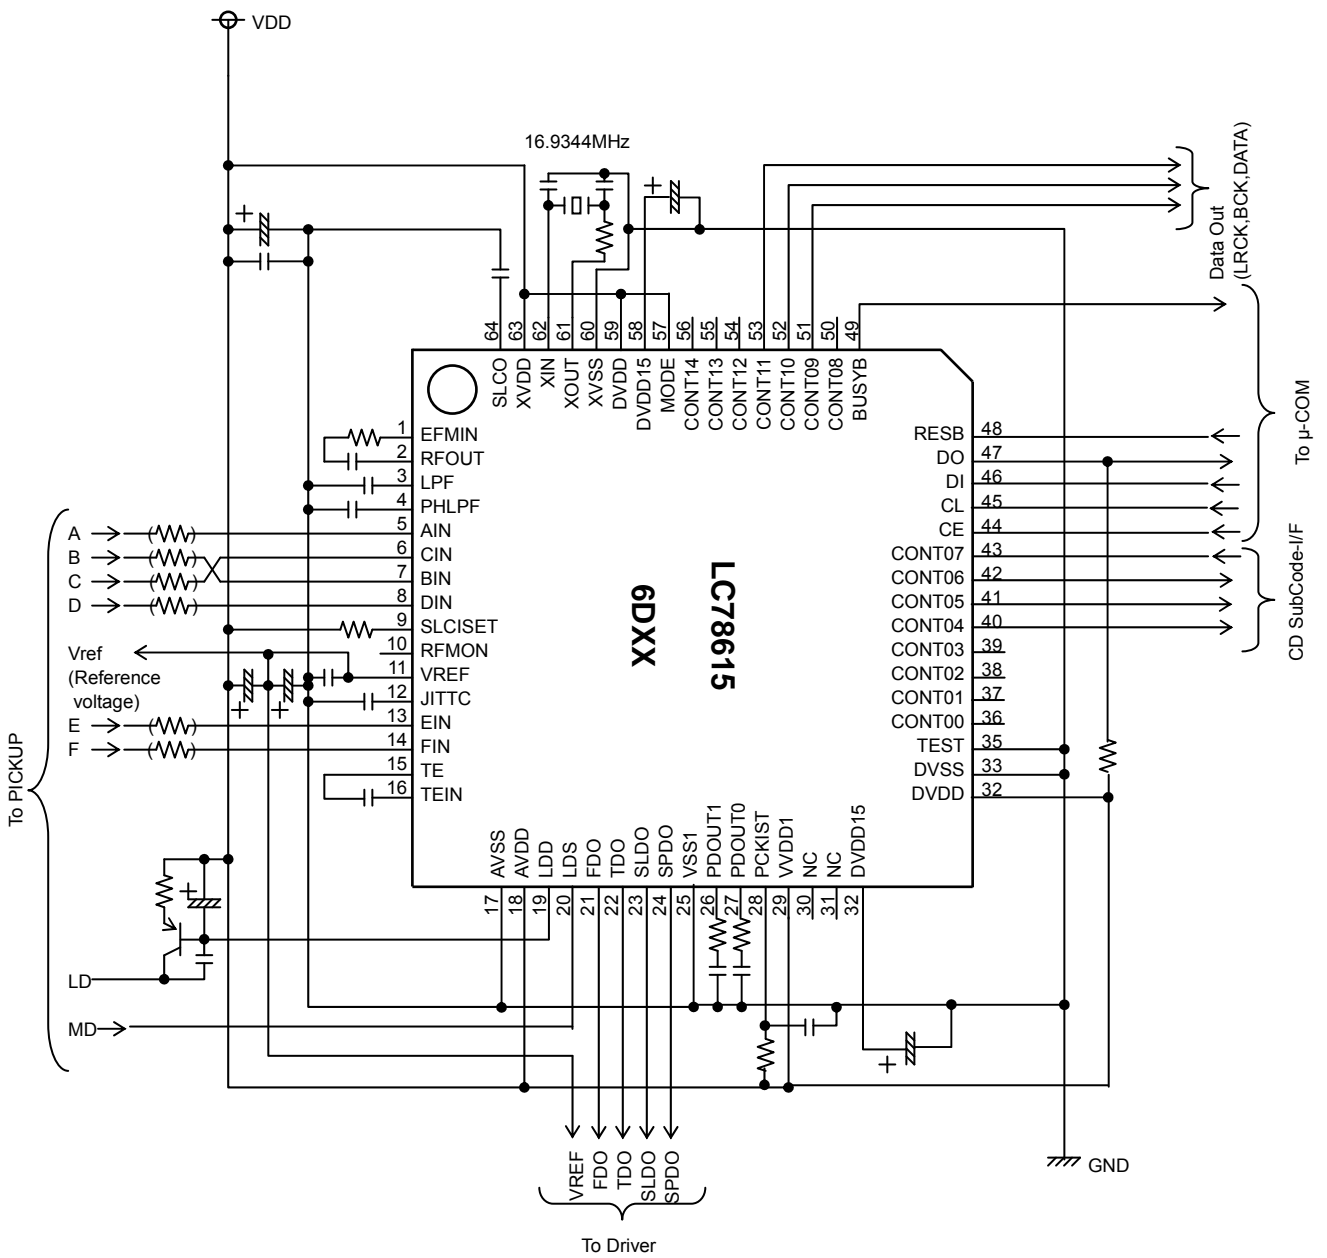 VDD
16.9344MHz
Data Out
(LRCK,BCK,DATA)
To μ-COM
CD SubCode-I/F
64
63
62
61
60
59
58
57
56
55
54
53
52
51
50
49
SLCO
XVDD
XIN
XOUT
XVSS
DVDD
DVDD15
MODE
CONT14
CONT13
CONT12
CONT11
CONT10
CONT09
CONT08
BUSYB
1 EFMIN
2 RFOUT
3 LPF
4 PHLPF
5 AIN
6 CIN
7 BIN
8 DIN
9 SLCISET
10 RFMON
11 VREF
12 JITTC
13 EIN
14 FIN
15 TE
16 TEIN
RESB 48
DO 47
DI 46
CL 45
CE 44
CONT07 43
CONT06 42
CONT05 41
CONT04 40
CONT03 39
CONT02 38
CONT01 37
CONT00 36
TEST 35
DVSS 33
DVDD 32
LC78615
6DXX
To PICKUP
A
B
C
D
Vref
(Reference
voltage)
E
F
LD
MD
AVSS
AVDD
LDD
LDS
FDO
TDO
SLDO
SPDO
VSS1
PDOUT1
PDOUT0
PCKIST
VVDD1
NC
NC
DVDD15
17
18
19
20
21
22
23
24
25
26
27
28
29
30
31
32
+
+
+
+
+
+
VREF
FDO
TDO
SLDO
SPDO
To Driver
GND